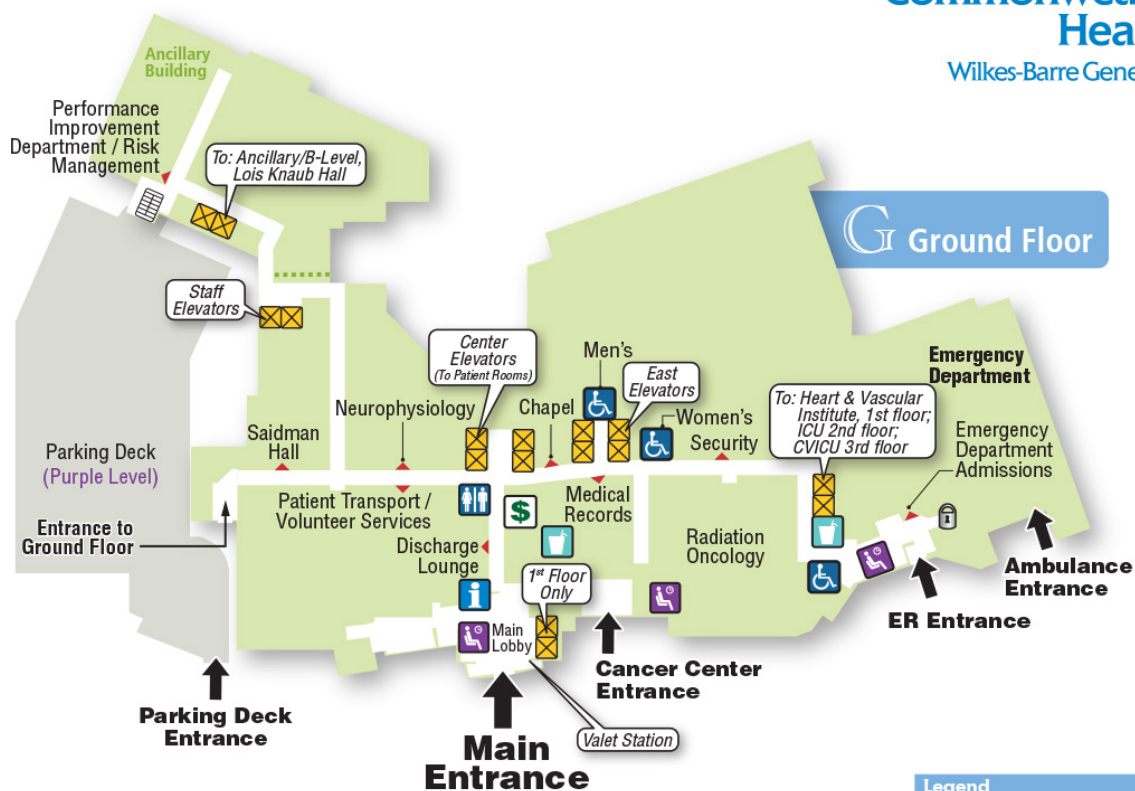 Hea
Wilkes-Barre Gene
Ancillary
Building
Performance
Improvement
Department / Risk
Management
To: Ancillary/B-Level,
Lois Knaub Hall
G Ground Floor
Staff
Elevators
Center
Elevators
(To Patient Rooms)
Men's
East
Elevators
Emergency
Department
To: Heart & Vascular
Institute, 1st floor;
ICU 2nd floor;
CVICU 3rd floor
Neurophysiology
Chapel
Women's
Security
Emergency
Department
Admissions
Saidman
Hall
Parking Deck
(Purple Level)
Patient Transport /
Volunteer Services
$
Medical
Records
Entrance to
Ground Floor
Discharge
Lounge
Radiation
Oncology
1st Floor
Only
i
Main
Lobby
Ambulance
Entrance
ER Entrance
Cancer Center
Entrance
Parking Deck
Entrance
Valet Station
Main
Entrance
Legend